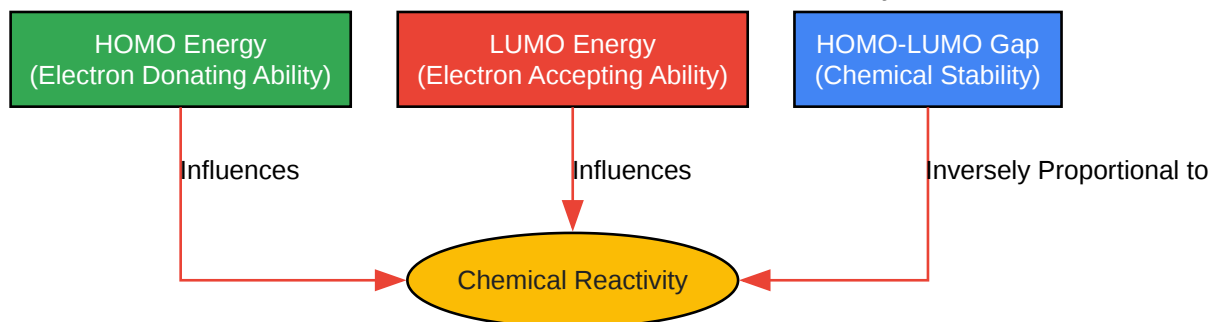 HOMO Energy
(Electron Donating Ability)
LUMO Energy
(Electron Accepting Ability)
HOMO-LUMO Gap
(Chemical Stability)
Influences
Influences
Inversely Proportional to
Chemical Reactivity